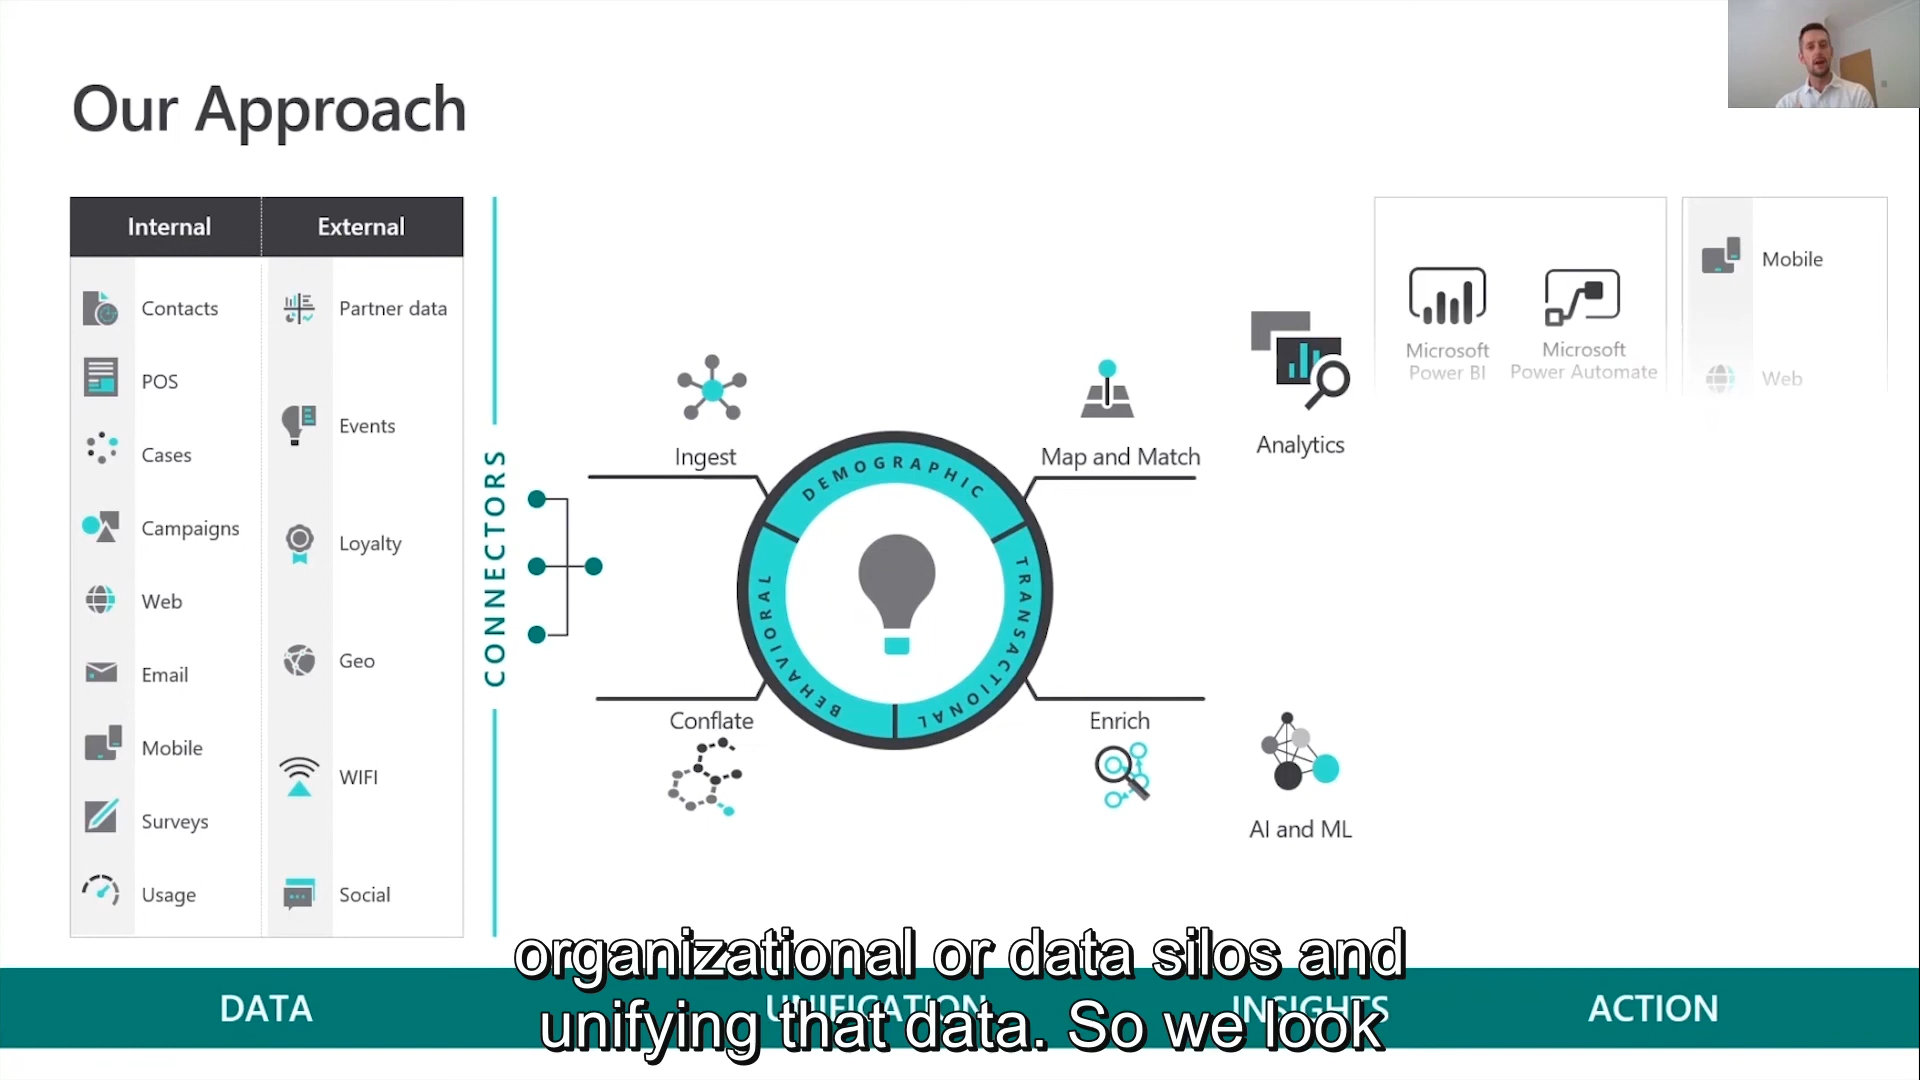 Our Approach
Internal
External
Contacts
POS
Cases
Campaigns
Web
Email
Mobile
Surveys
Usage
Partner data
Events
Loyalty
Geo
WIFI
Social
CONNECTORS
Ingest
Map and Match
Conflate
Enrich
DEMOGRAPHIC
TRANSACTIONAL
BEHAVIORAL
Analytics
AI and ML
Microsoft
Power BI
Microsoft
Power Automate
Mobile
Web
DATA
UNIFICATION
INSIGHTS
ACTION
organizational or data silos and
unifying that data. So we look